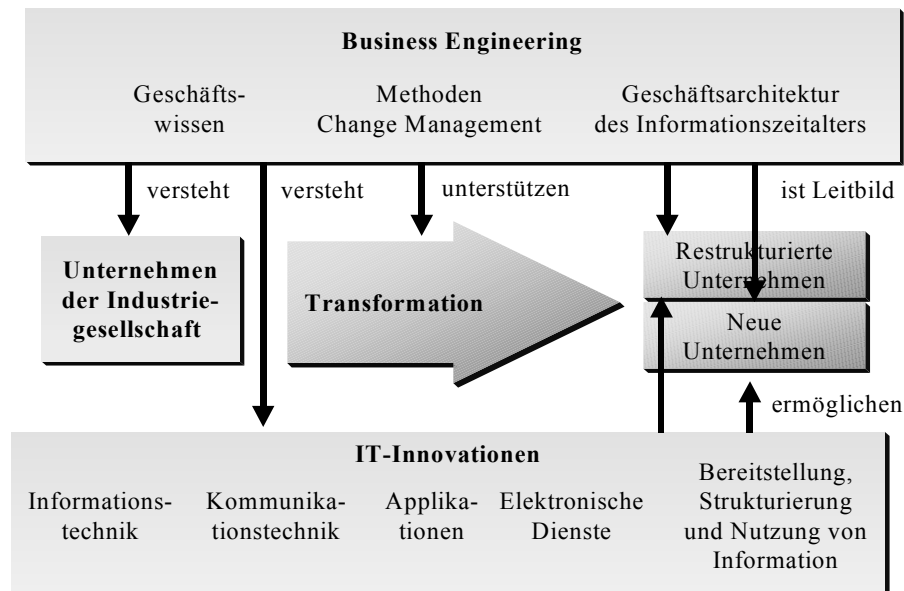 Business Engineering
Geschäfts-
wissen
Methoden
Change Management
Geschäftsarchitektur
des Informationszeitalters
versteht
versteht
unterstützen
ist Leitbild
Unternehmen
der Industrie-
gesellschaft
Transformation
Restrukturierte
Unternehmen
Neue
Unternehmen
ermöglichen
IT-Innovationen
Informations-
technik
Kommunika-
tionstechnik
Applika-
tionen
Elektronische
Dienste
Bereitstellung,
Strukturierung
und Nutzung von
Information